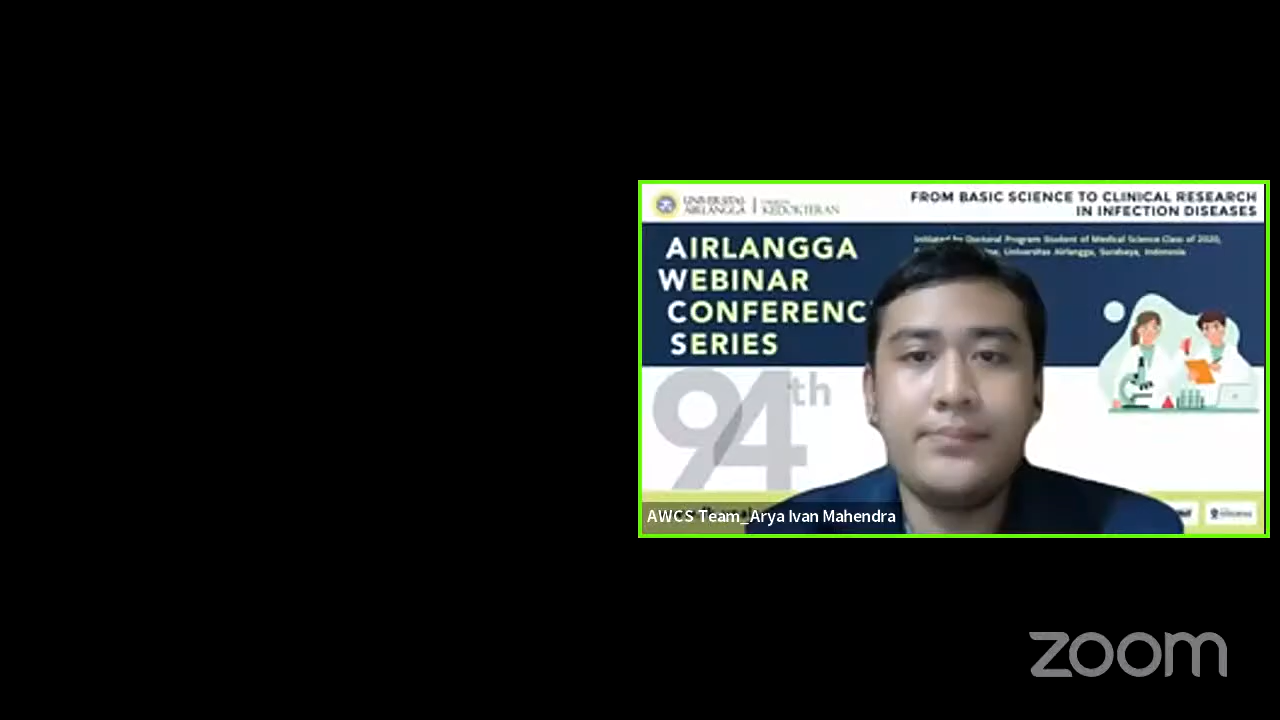 UNIVERSITAS
AIRLANGGA
KEDOKTERAN
FROM BASIC SCIENCE TO CLINICAL RESEARCH
IN INFECTION DISEASES
Initiated by Doctoral Program Student of Medical Science Class of 2020,
Universitas Airlangga, Surabaya, Indonesia
AIRLANGGA
WEBINAR
CONFERENC
SERIES
94th
AWCS Team_Arya Ivan Mahendra
zoom